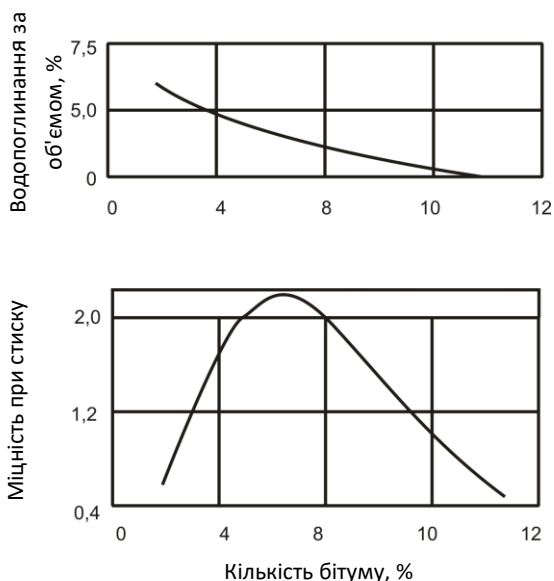 Водопоглинання за
об'ємом, %
7,5
5,0
0
0 4 8 10 12
Міцність при стиску
2,0
1,2
0,4
0 4 8 10 12
Кількість бітуму, %